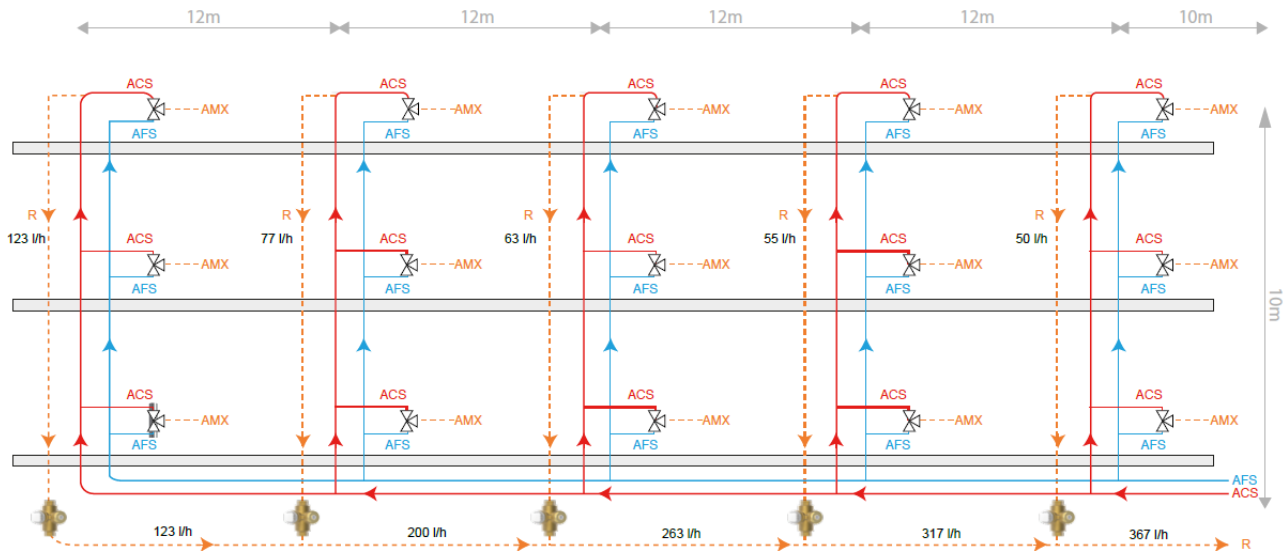 12m 12m 12m 12m 10m
ACS ACS ACS ACS ACS
AMX AMX AMX AMX AMX
AFS AFS AFS AFS AFS
R R R R R
123 l/h 77 l/h 63 l/h 55 l/h 50 l/h
ACS ACS ACS ACS ACS
AMX AMX AMX AMX AMX
AFS AFS AFS AFS AFS
10m
ACS ACS ACS ACS ACS
AMX AMX AMX AMX AMX
AFS AFS AFS AFS AFS
AFS
ACS
123 l/h 200 l/h 263 l/h 317 l/h 367 l/h
R